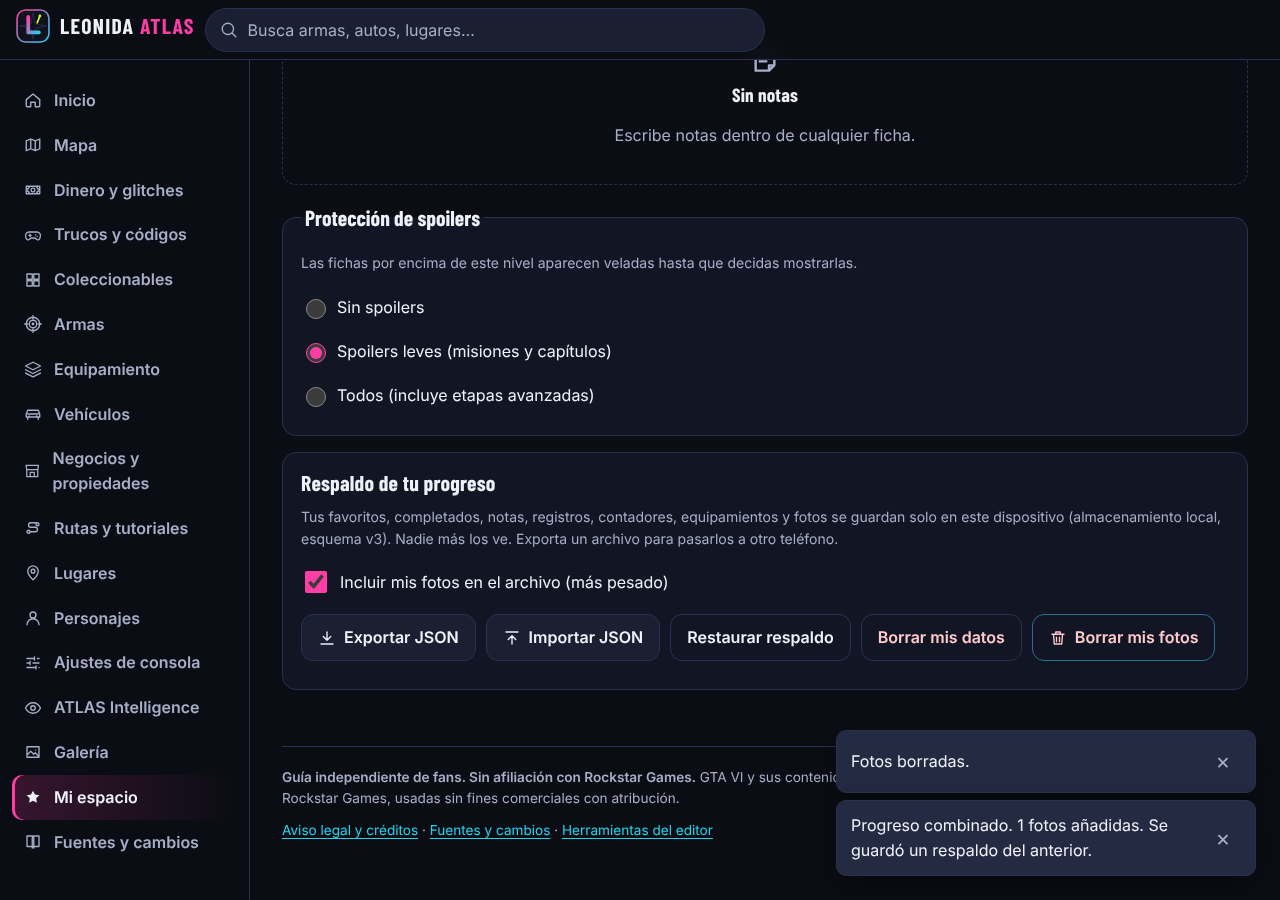 LEONIDA ATLAS
Busca armas, autos, lugares...
Inicio
Mapa
Dinero y glitches
Trucos y códigos
Coleccionables
Armas
Equipamiento
Vehículos
Negocios y
propiedades
Rutas y tutoriales
Lugares
Personajes
Ajustes de consola
ATLAS Intelligence
Galería
Mi espacio
Fuentes y cambios
Sin notas
Escribe notas dentro de cualquier ficha.
Protección de spoilers
Las fichas por encima de este nivel aparecen veladas hasta que decidas mostrarlas.
Sin spoilers
Spoilers leves (misiones y capítulos)
Todos (incluye etapas avanzadas)
Respaldo de tu progreso
Tus favoritos, completados, notas, registros, contadores, equipamientos y fotos se guardan solo en este dispositivo (almacenamiento local,
esquema v3). Nadie más los ve. Exporta un archivo para pasarlos a otro teléfono.
Incluir mis fotos en el archivo (más pesado)
Exportar JSON Importar JSON Restaurar respaldo Borrar mis datos Borrar mis fotos
Guía independiente de fans. Sin afiliación con Rockstar Games. GTA VI y sus
Rockstar Games, usadas sin fines comerciales con atribución.
Aviso legal y créditos · Fuentes y cambios · Herramientas del editor
Fotos borradas.
Progreso combinado. 1 fotos añadidas. Se
guardó un respaldo del anterior.